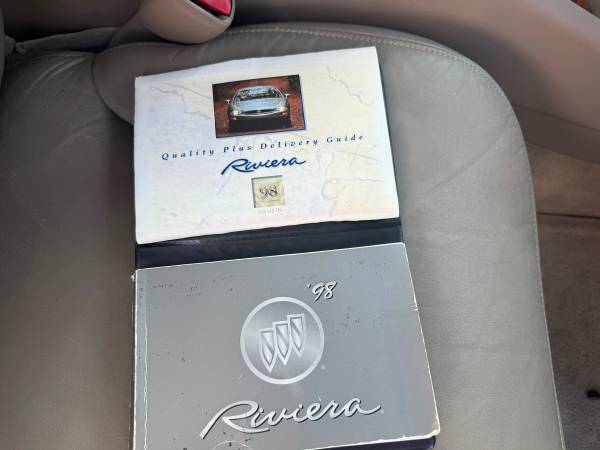 Quality Plus Delivery Guide
Riviera
98
BUICK
'98
Riviera